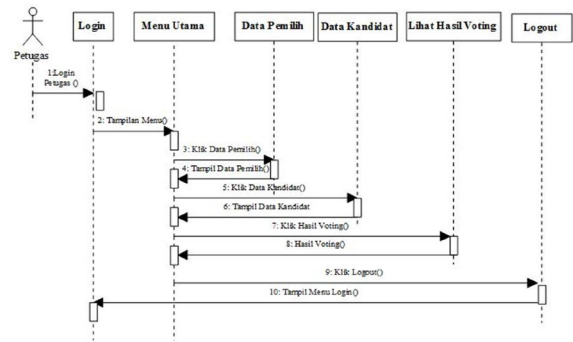 Login
Menu Utama
Data Pemilih
Data Kandidat
Lihat Hasil Voting
Logout
Petugas
1:Login
Petugas ()
2: Tampilan Menu()
3: Klik Data Pemilih()
4: Tampil Data Pemilih()
5: Klik Data Kandidat()
6: Tampil Data Kandidat
7: Klik Hasil Voting()
8: Hasil Voting()
9: Klik Logout()
10: Tampil Menu Login()